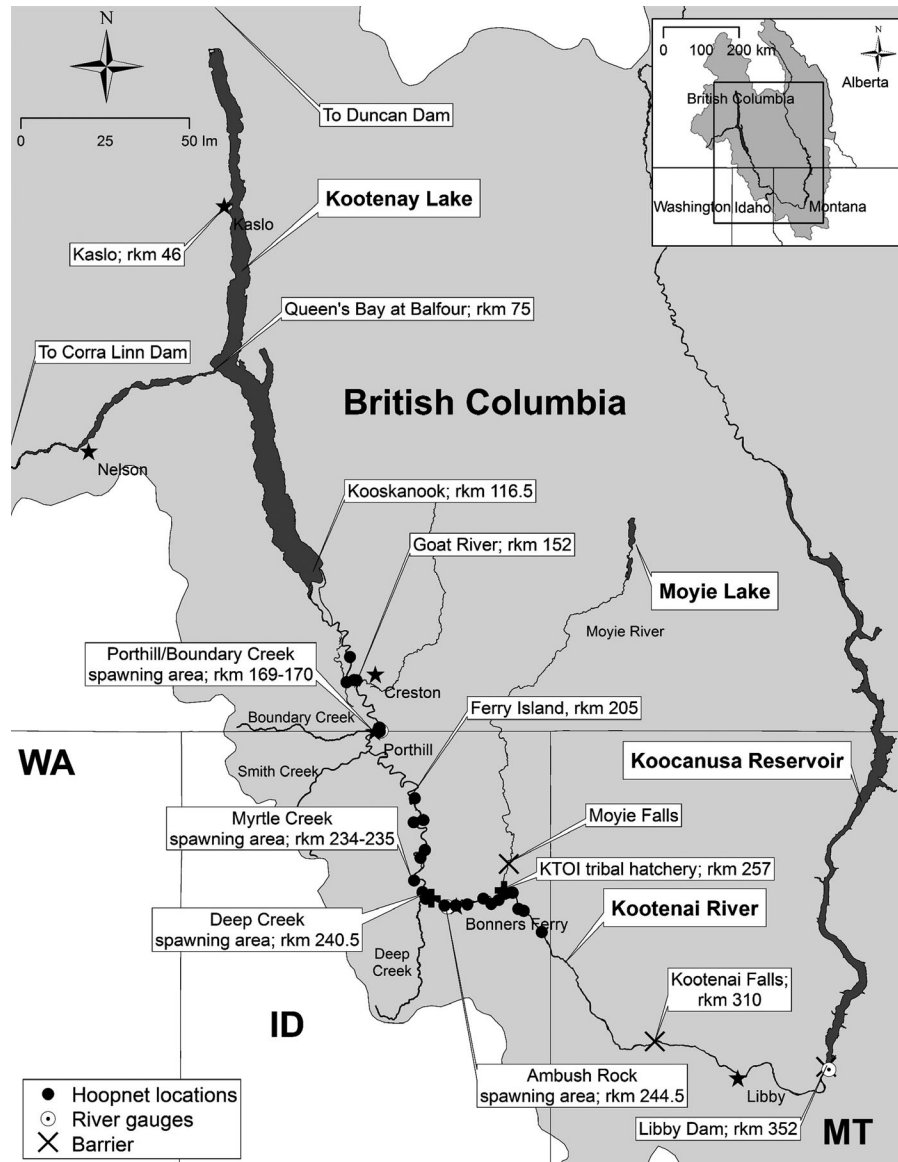 N
0 25 50 lm
To Duncan Dam
0 100 200 km
N
Alberta
British Columbia
Washington
Idaho
Montana
Kootenay Lake
Kaslo
Kaslo; rkm 46
Queen's Bay at Balfour; rkm 75
To Corra Linn Dam
British Columbia
Nelson
Kooskanook; rkm 116.5
Goat River; rkm 152
Moyie Lake
Moyie River
Porthill/Boundary Creek
spawning area; rkm 169-170
Creston
Boundary Creek
Ferry Island, rkm 205
Porthill
WA
Smith Creek
Koocanusa Reservoir
Myrtle Creek
spawning area; rkm 234-235
Moyie Falls
KTOI tribal hatchery; rkm 257
Deep Creek
spawning area; rkm 240.5
Bonners Ferry
Kootenai River
Deep
Creek
Kootenai Falls;
rkm 310
ID
Ambush Rock
spawning area; rkm 244.5
Libby
Libby Dam; rkm 352
MT
Hoopnet locations
River gauges
Barrier